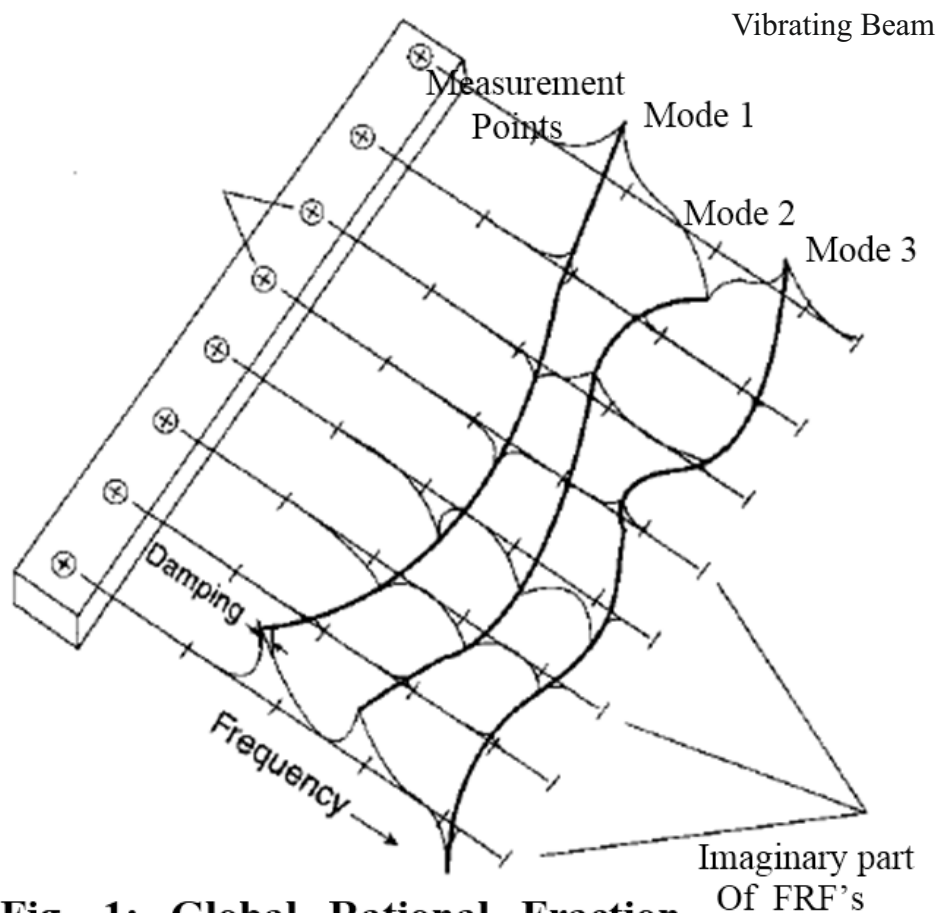 Vibrating Beam
Measurement
Points
Mode 1
Mode 2
Mode 3
Damping
Frequency
Imaginary part
Of FRF's
Fig. 1: Global Rational Fraction